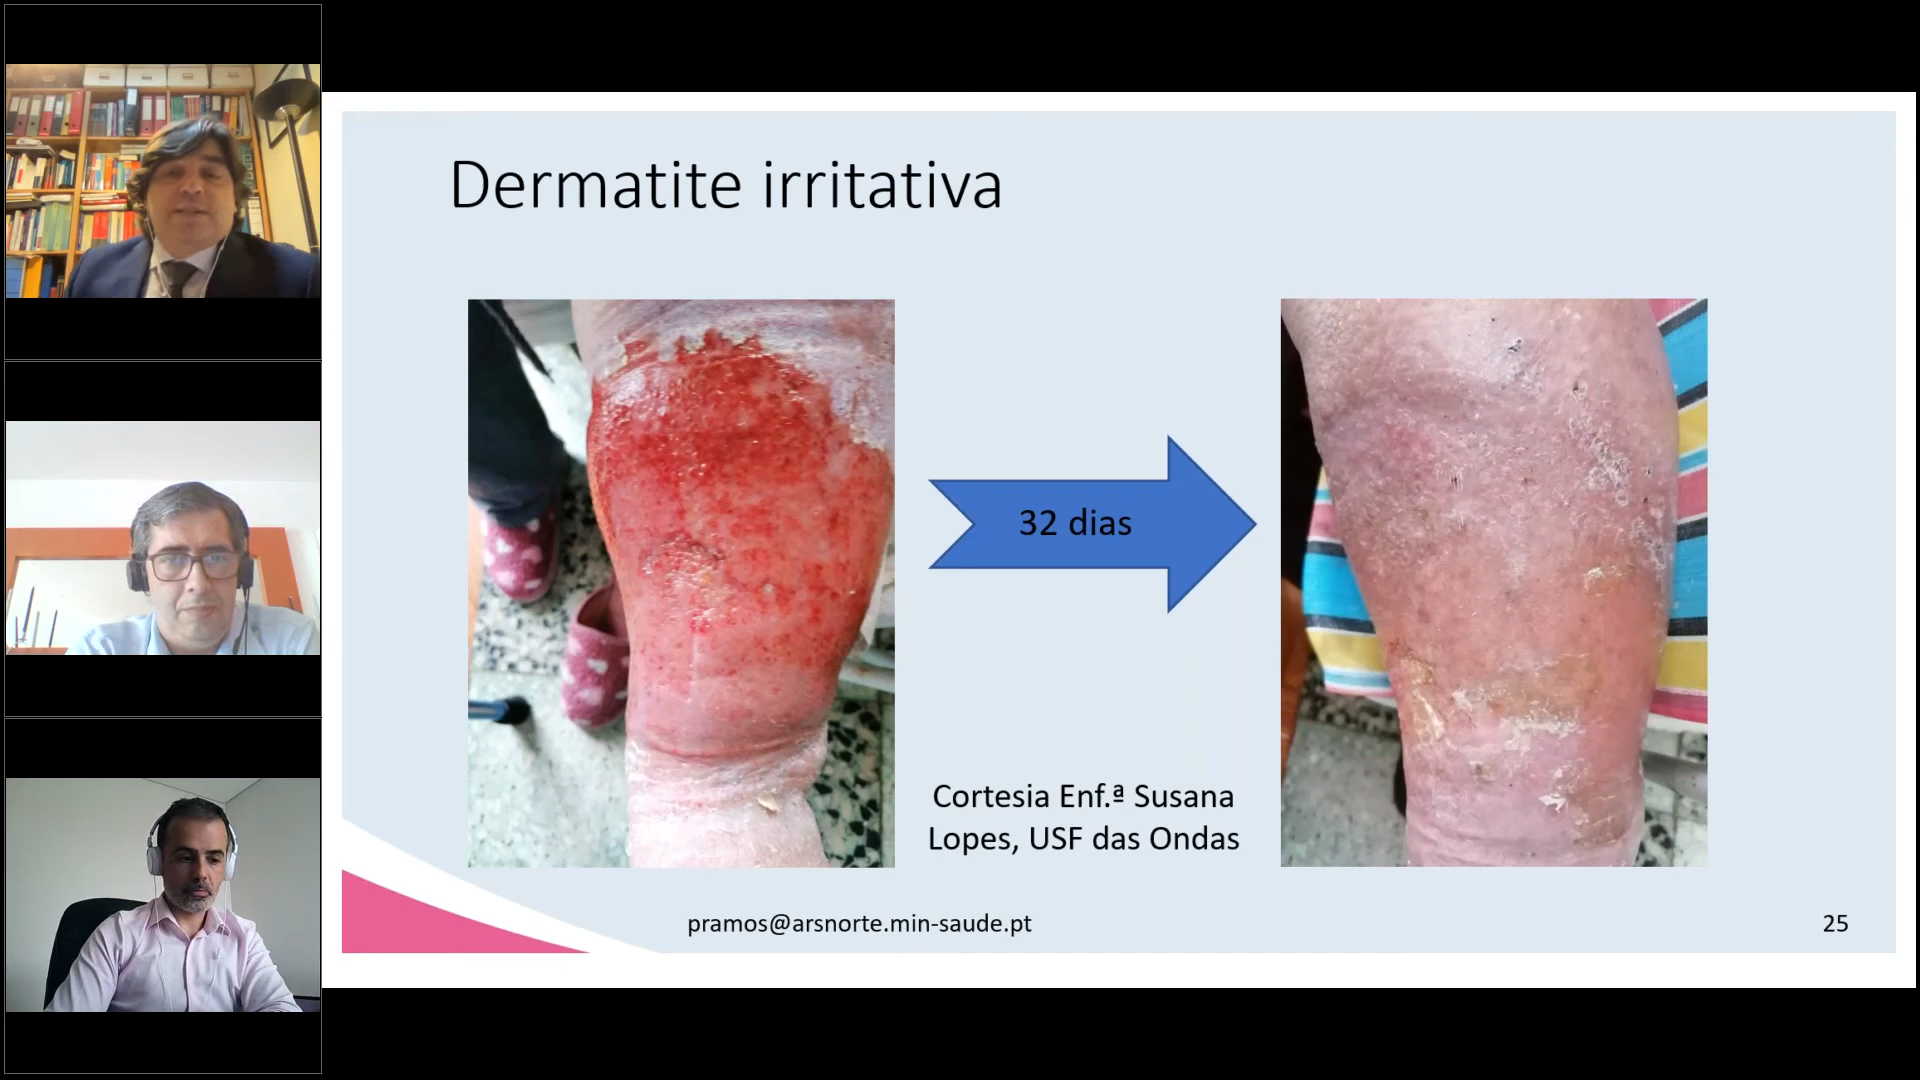 Dermatite irritativa
32 dias
Cortesia Enf.ª Susana
Lopes, USF das Ondas
pramos@arsnorte.min-saude.pt
25